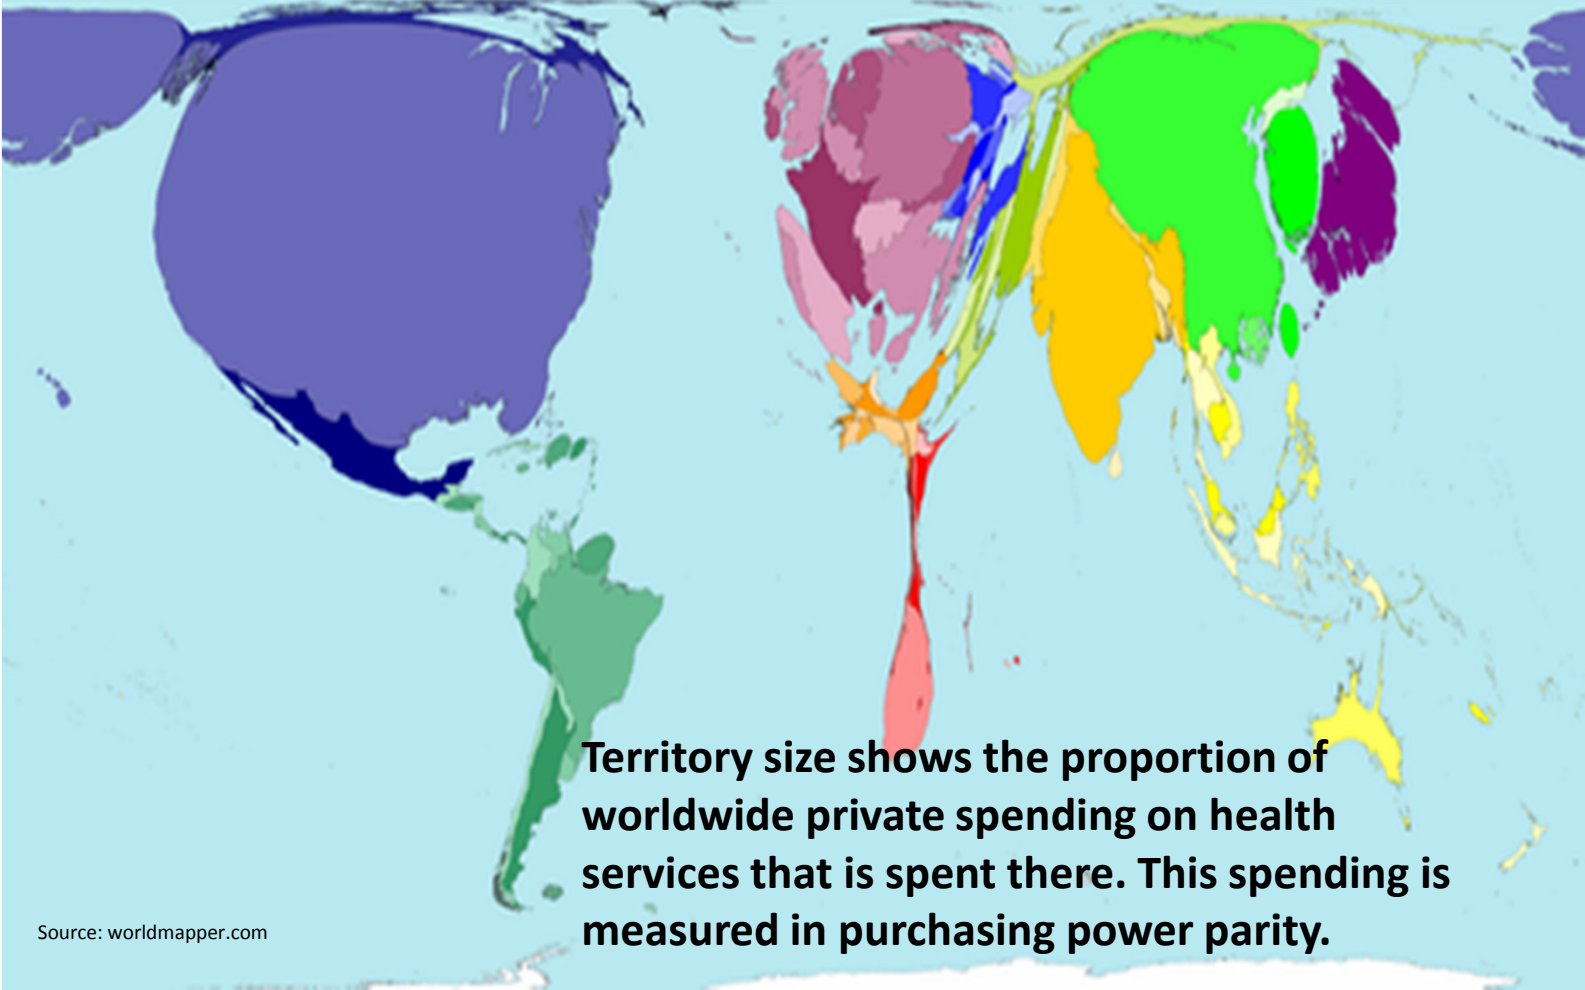 Territory size shows the proportion of
worldwide private spending on health
services that is spent there. This spending is
measured in purchasing power parity.
Source: worldmapper.com